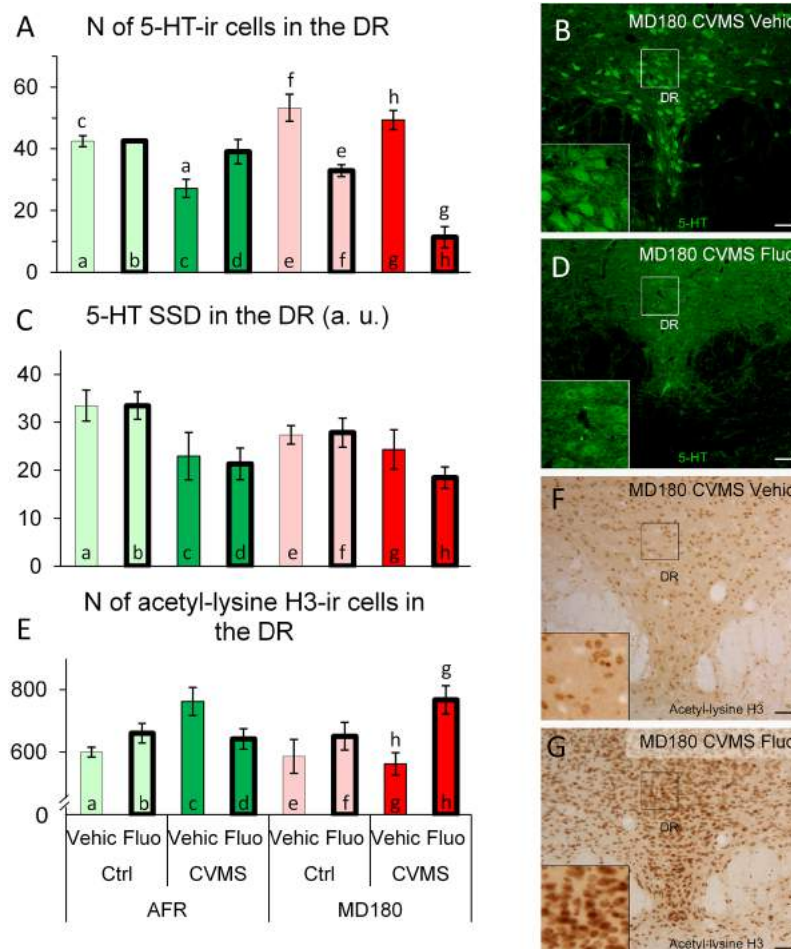 A N of 5-HT-ir cells in the DR
60
40
20
0
c
a
f
e
h
g
a b c d e f g h
C 5-HT SSD in the DR (a. u.)
40
30
20
10
0
a b c d e f g h
E N of acetyl-lysine H3-ir cells in
the DR
800
600
0
h
g
a b c d e f g h
Vehic Fluo Vehic Fluo Vehic Fluo Vehic Fluo
Ctrl CVMS Ctrl CVMS
AFR MD180
B MD180 CVMS Vehic
DR
5-HT
D MD180 CVMS Fluo
DR
5-HT
F MD180 CVMS Vehic
DR
Acetyl-lysine H3
G MD180 CVMS Fluo
DR
Acetyl-lysine H3